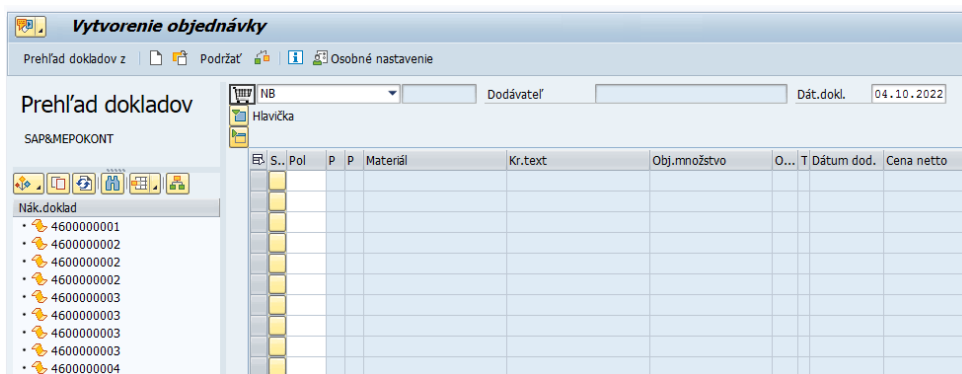 Vytvorenie objednávky
Prehľad dokladov z Podržať Osobné nastavenie
Prehľad dokladov
SAP&MEPOKONT
NB Dodávateľ Dát.dokl. 04.10.2022
Hlavička
S.. Pol P P Materiál Kr.text Obj.množstvo O... T Dátum dod. Cena netto
Nák.doklad
4600000001
4600000002
4600000002
4600000002
4600000003
4600000003
4600000003
4600000003
4600000004